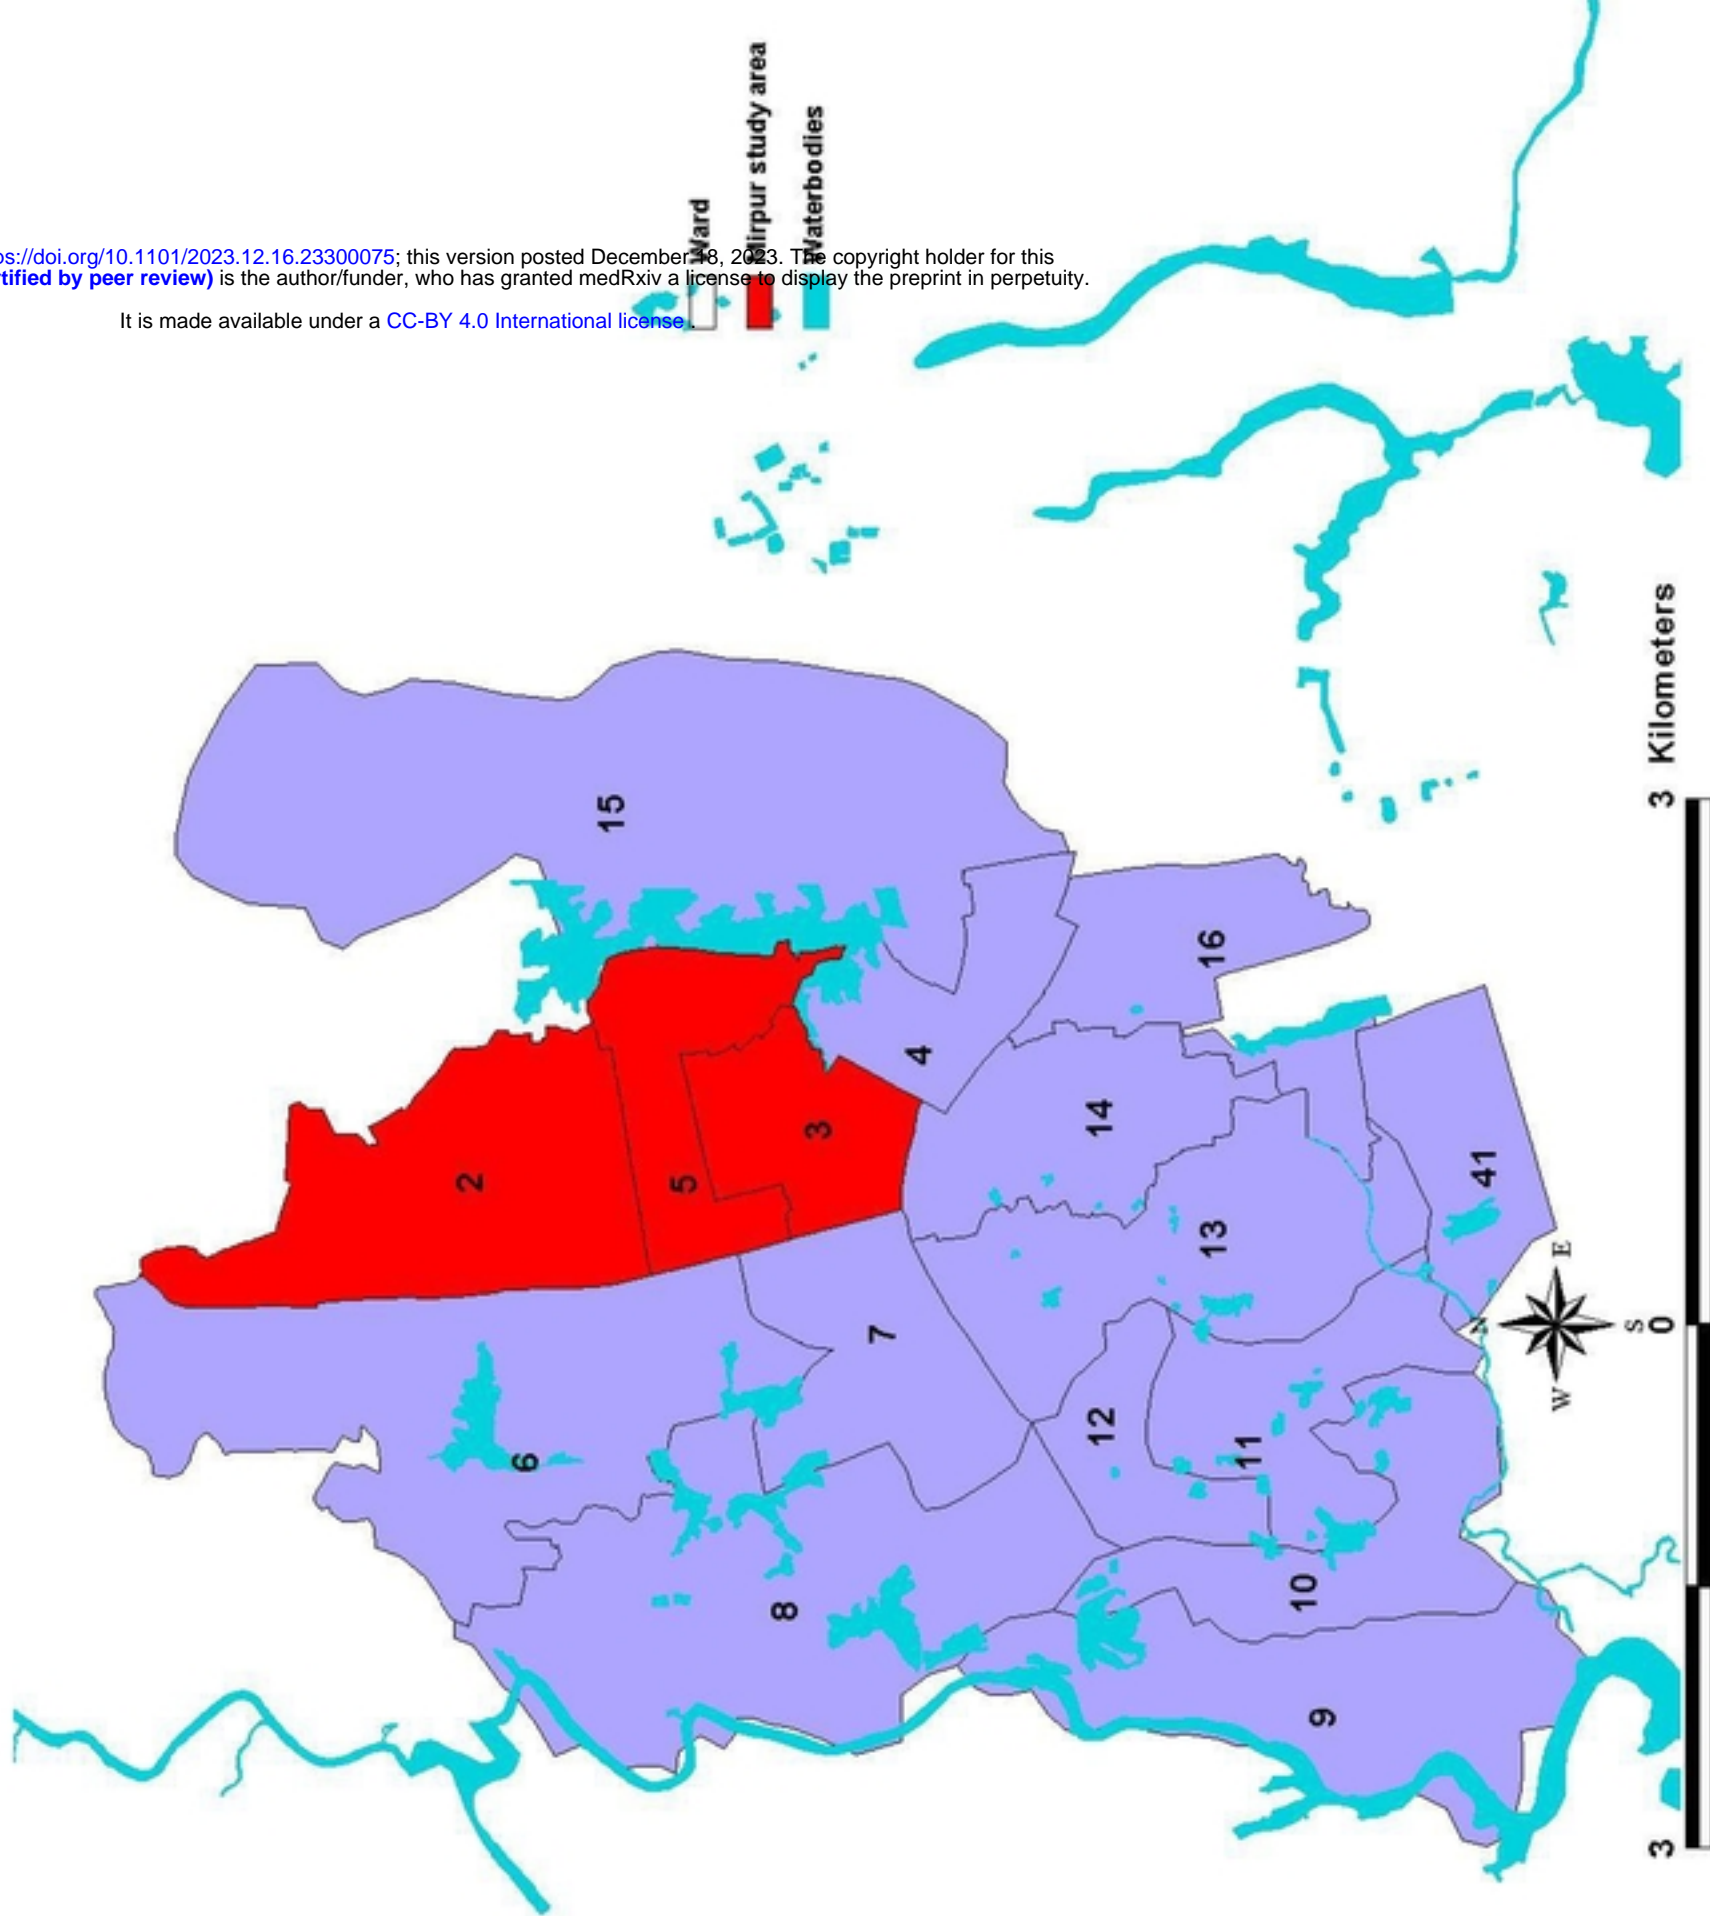 os://doi.org/10.1101/2023.12.16.23300075; this version posted December 18, 2023. The copyright holder for this
rtified by peer review) is the author/funder, who has granted medRxiv a license to display the preprint in perpetuity.
It is made available under a CC-BY 4.0 International license .
Ward
Mirpur study area
Waterbodies
15
2
5
3
4
16
14
13
41
7
6
12
11
8
10
9
N
E
S
W
3
0
3 Kilometers